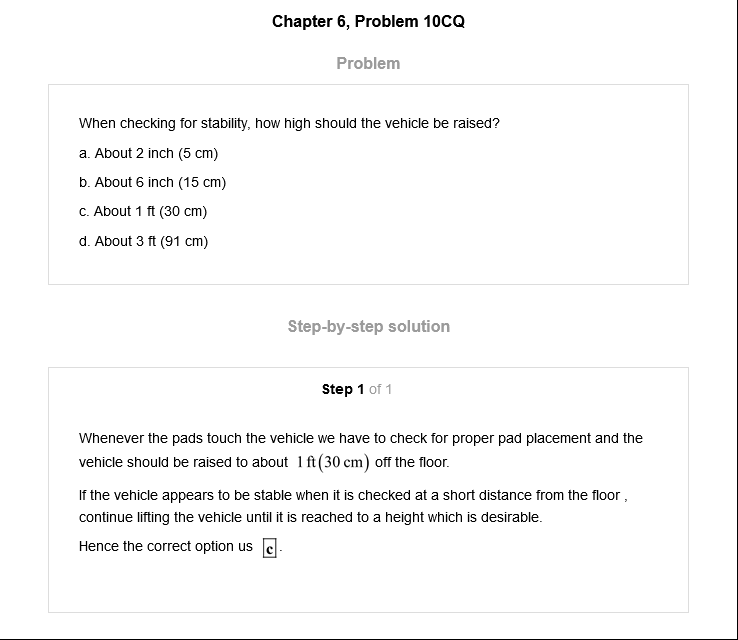 Chapter 6, Problem 10CQ
Problem
When checking for stability, how high should the vehicle be raised?
a. About 2 inch (5 cm)
b. About 6 inch (15 cm)
c. About 1 ft (30 cm)
d. About 3 ft (91 cm)
Step-by-step solution
Step 1 of 1
Whenever the pads touch the vehicle we have to check for proper pad placement and the
vehicle should be raised to about 1 ft(30 cm) off the floor.
If the vehicle appears to be stable when it is checked at a short distance from the floor ,
continue lifting the vehicle until it is reached to a height which is desirable.
Hence the correct option us c .